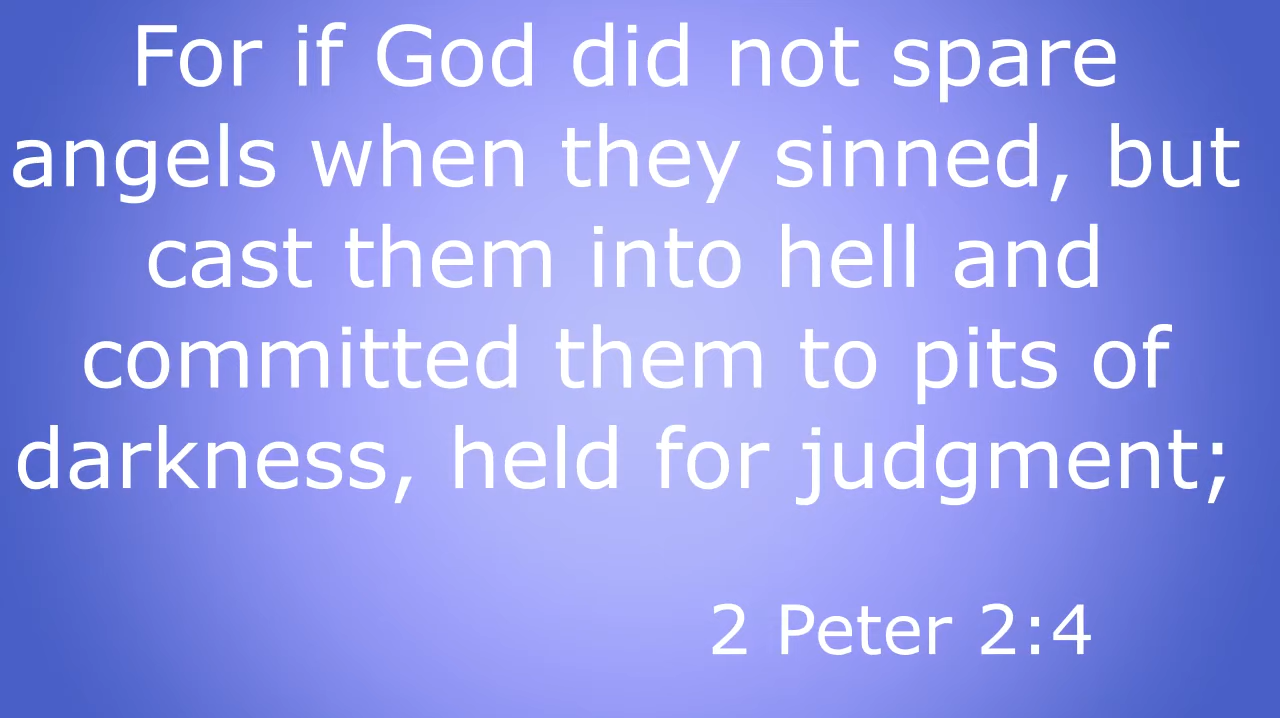 For if God did not spare
angels when they sinned, but
cast them into hell and
committed them to pits of
darkness, held for judgment;
2 Peter 2:4